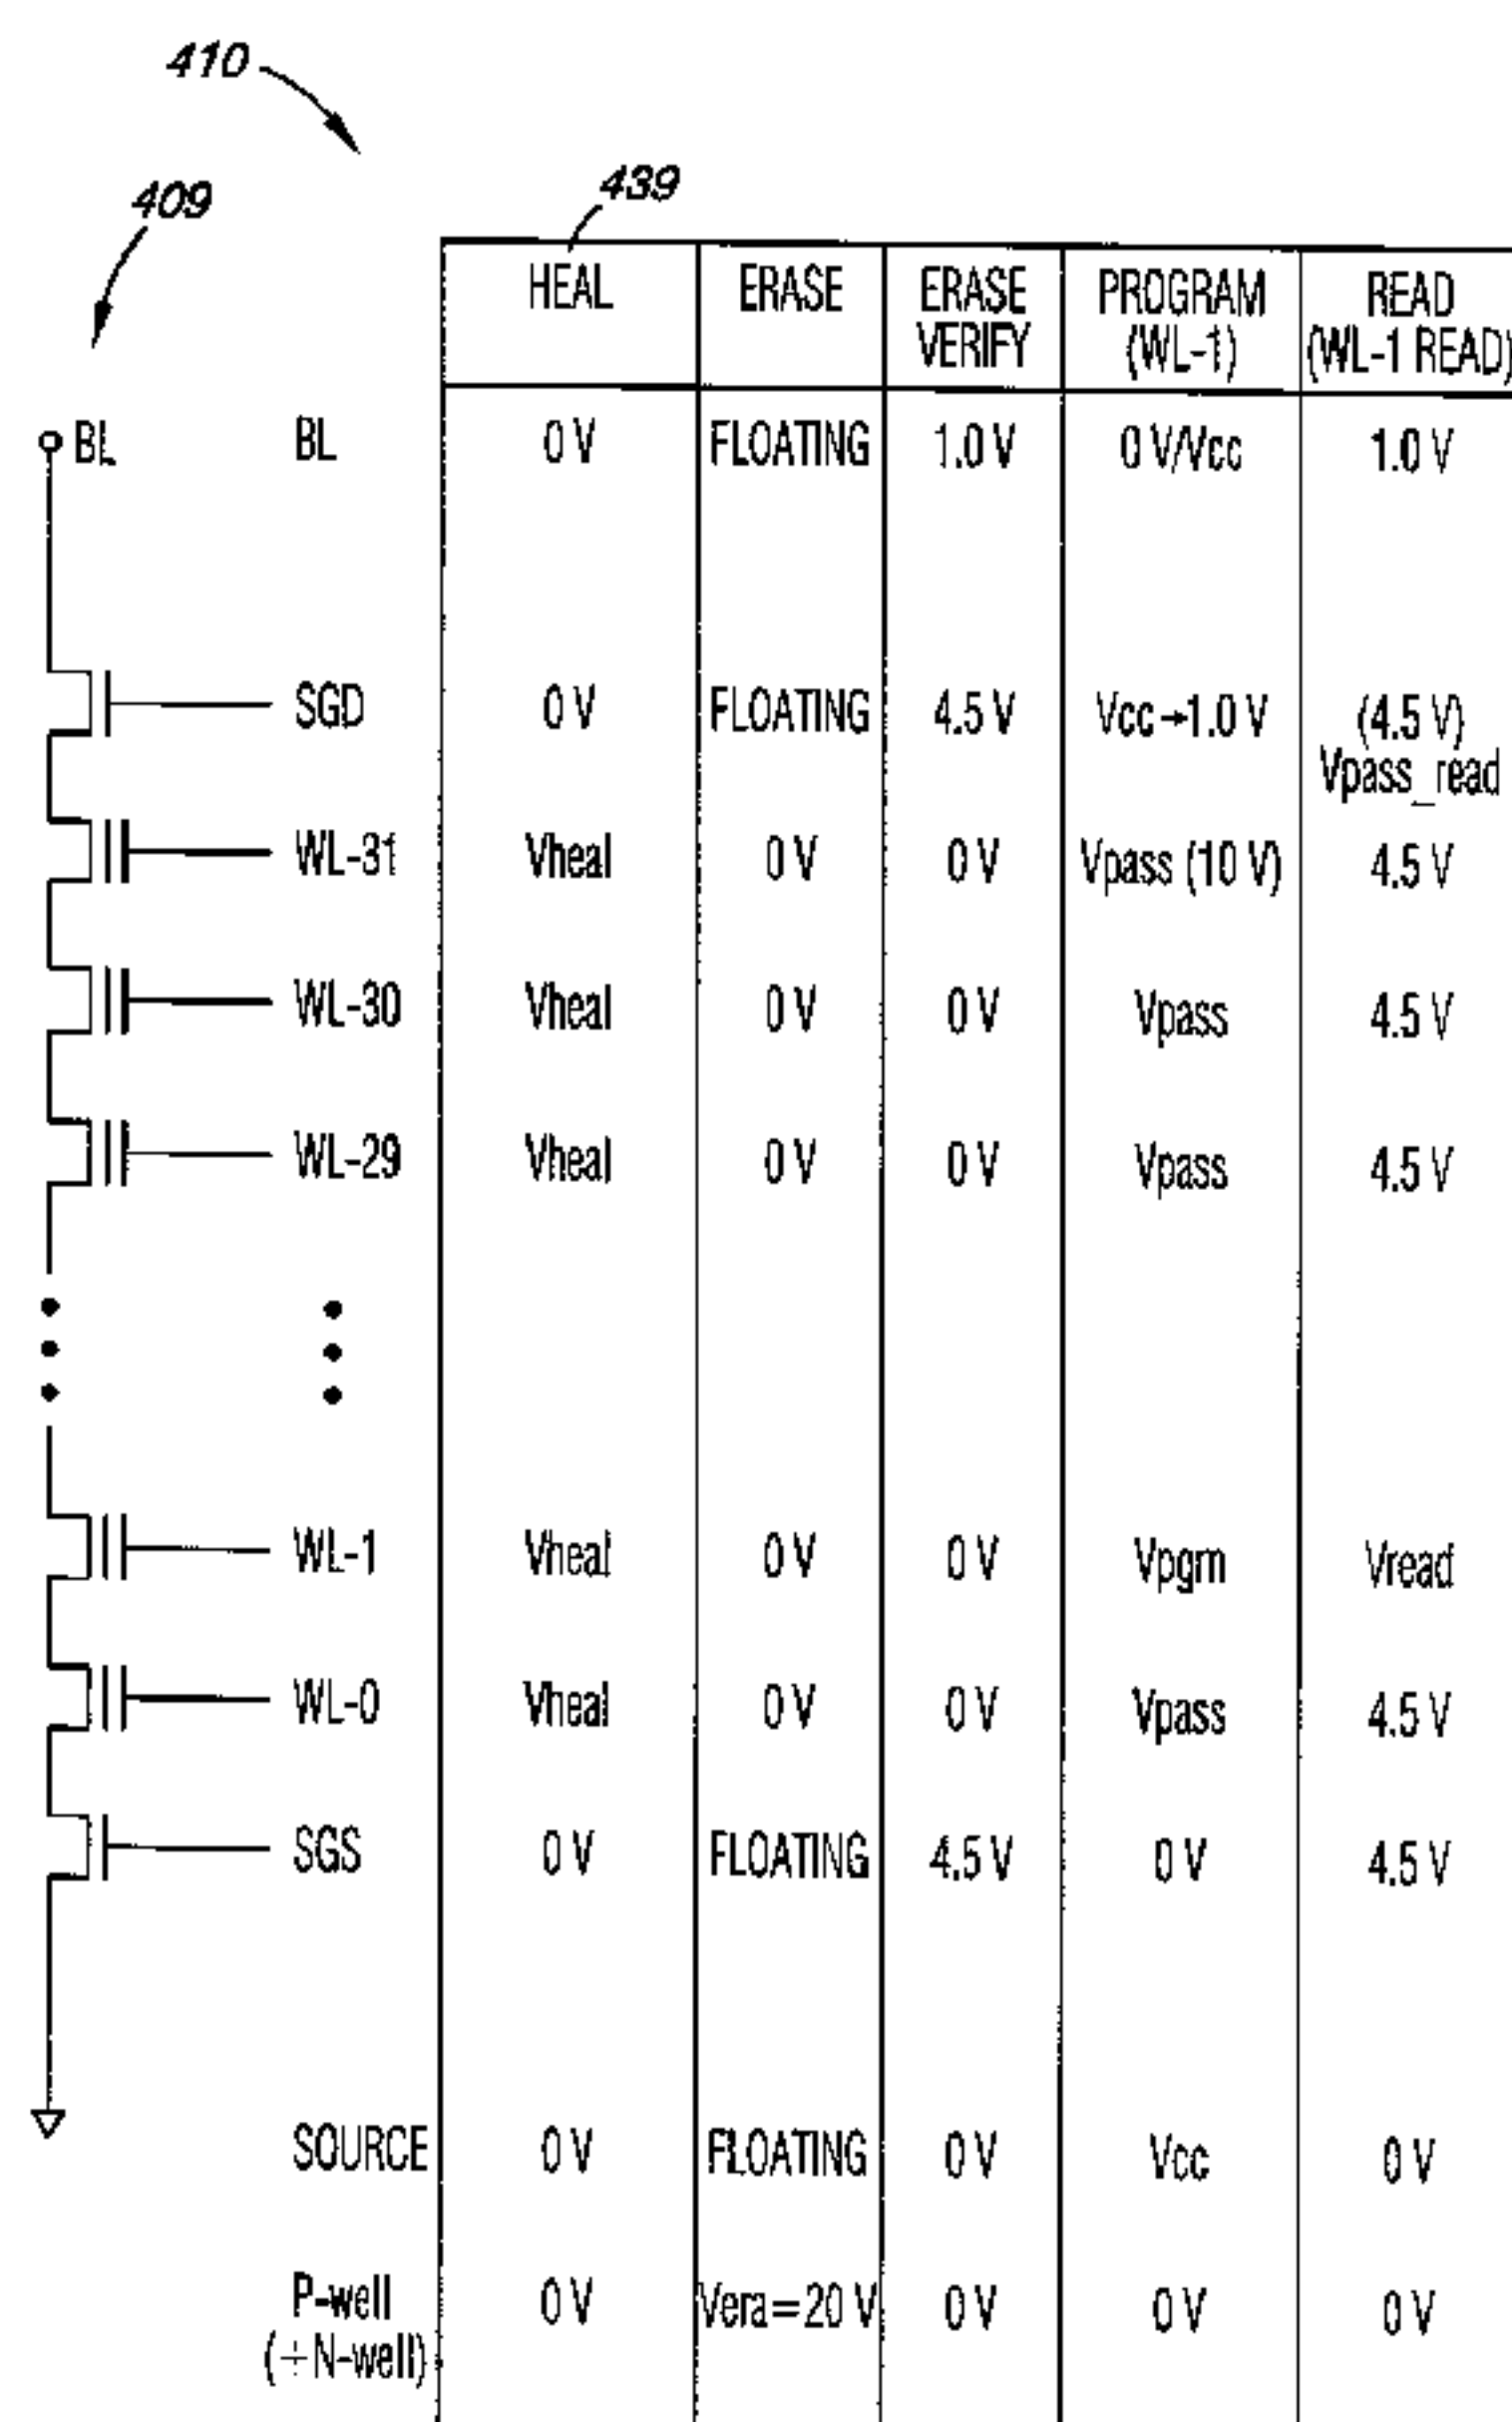 410
409
439
HEAL ERASE ERASE VERIFY PROGRAM (WL-1) READ (WL-1 READ)
BL BL 0 V FLOATING 1.0 V 0 V/Vcc 1.0 V
SGD 0 V FLOATING 4.5 V Vcc→1.0 V (4.5 V) Vpass_read
WL-31 Vheal 0 V 0 V Vpass (10 V) 4.5 V
WL-30 Vheal 0 V 0 V Vpass 4.5 V
WL-29 Vheal 0 V 0 V Vpass 4.5 V
WL-1 Vheal 0 V 0 V Vpgm Vread
WL-0 Vheal 0 V 0 V Vpass 4.5 V
SGS 0 V FLOATING 4.5 V 0 V 4.5 V
SOURCE 0 V FLOATING 0 V Vcc 0 V
P-well (+N-well) 0 V Vera=20 V 0 V 0 V 0 V